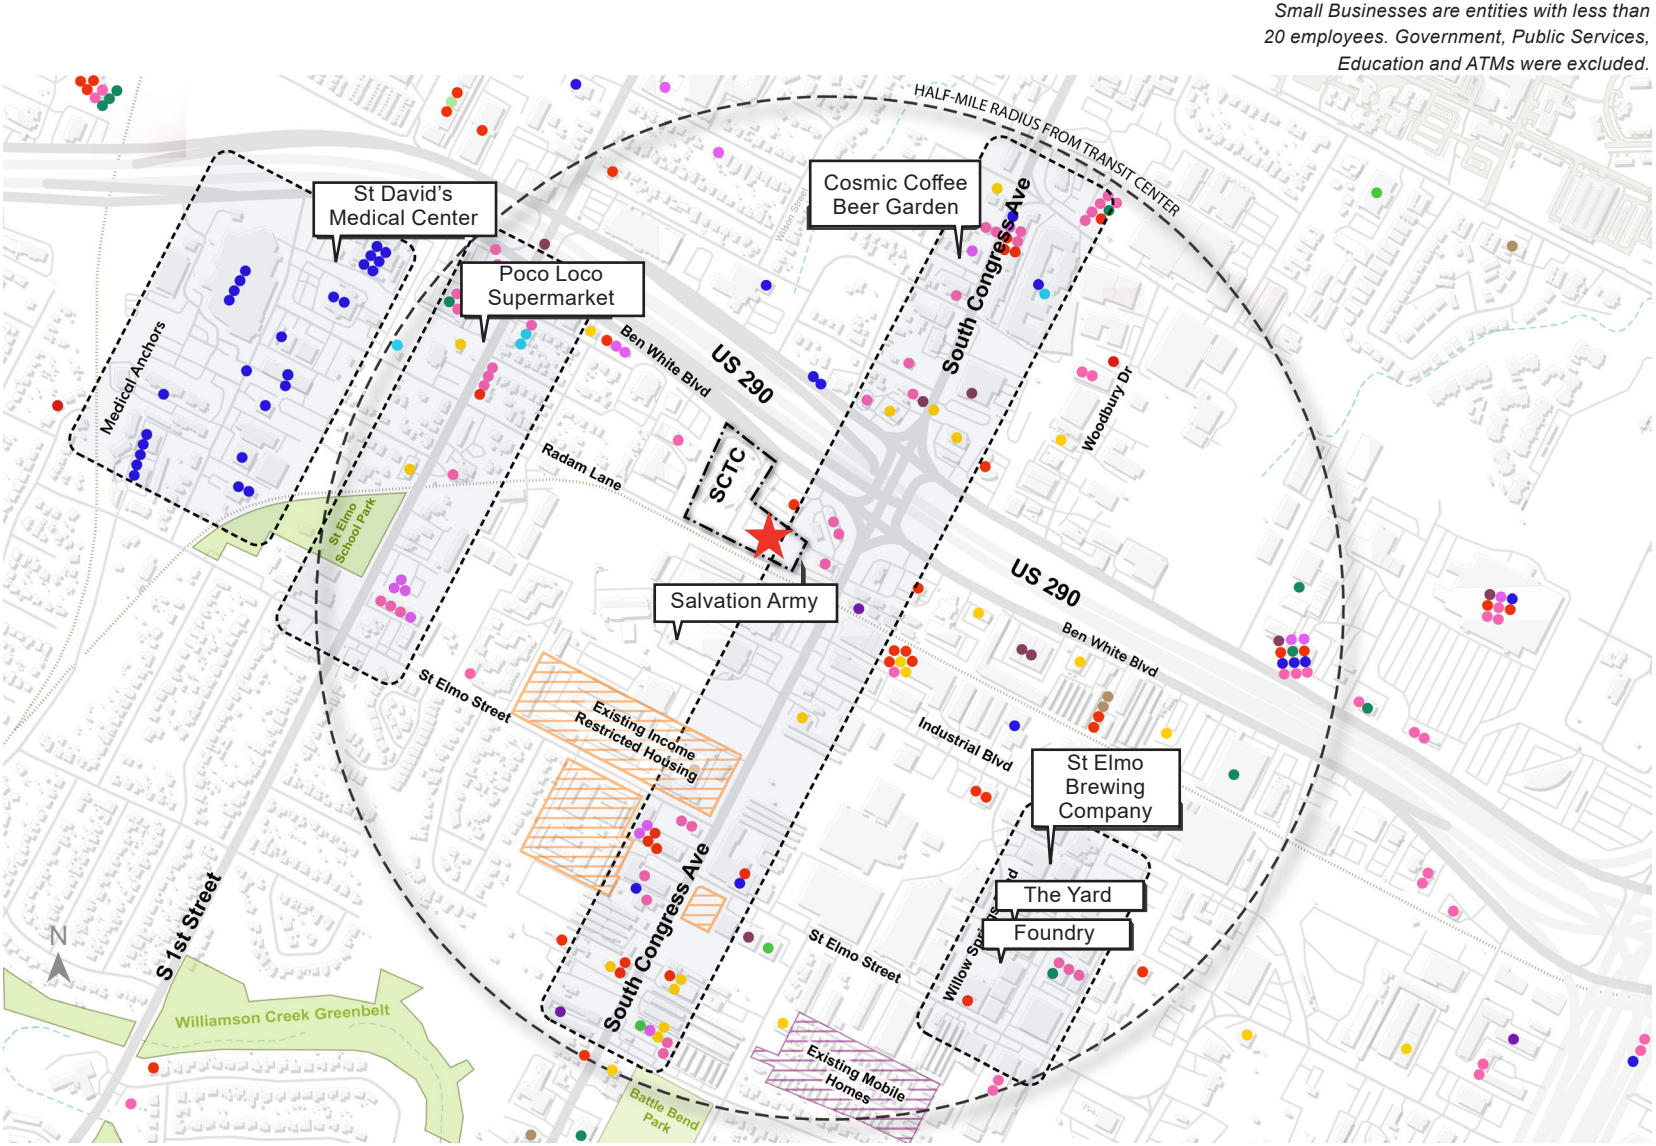 Small Businesses are entities with less than
20 employees. Government, Public Services,
Education and ATMs were excluded.
HALF-MILE RADIUS FROM TRANSIT CENTER
St David's
Medical Center
Cosmic Coffee
Beer Garden
South Congress Ave
Wilson Street
Poco Loco
Supermarket
Medical Anchors
Ben White Blvd
US 290
Woodbury Dr
Radam Lane
SCTC
St Elmo
School Park
US 290
Salvation Army
Ben White Blvd
St Elmo Street
Existing Income
Restricted Housing
Industrial Blvd
St Elmo
Brewing
Company
South Congress Ave
The Yard
Foundry
S 1st Street
N
St Elmo Street
Williamson Creek Greenbelt
Existing Mobile
Homes
Battle Bend
Park